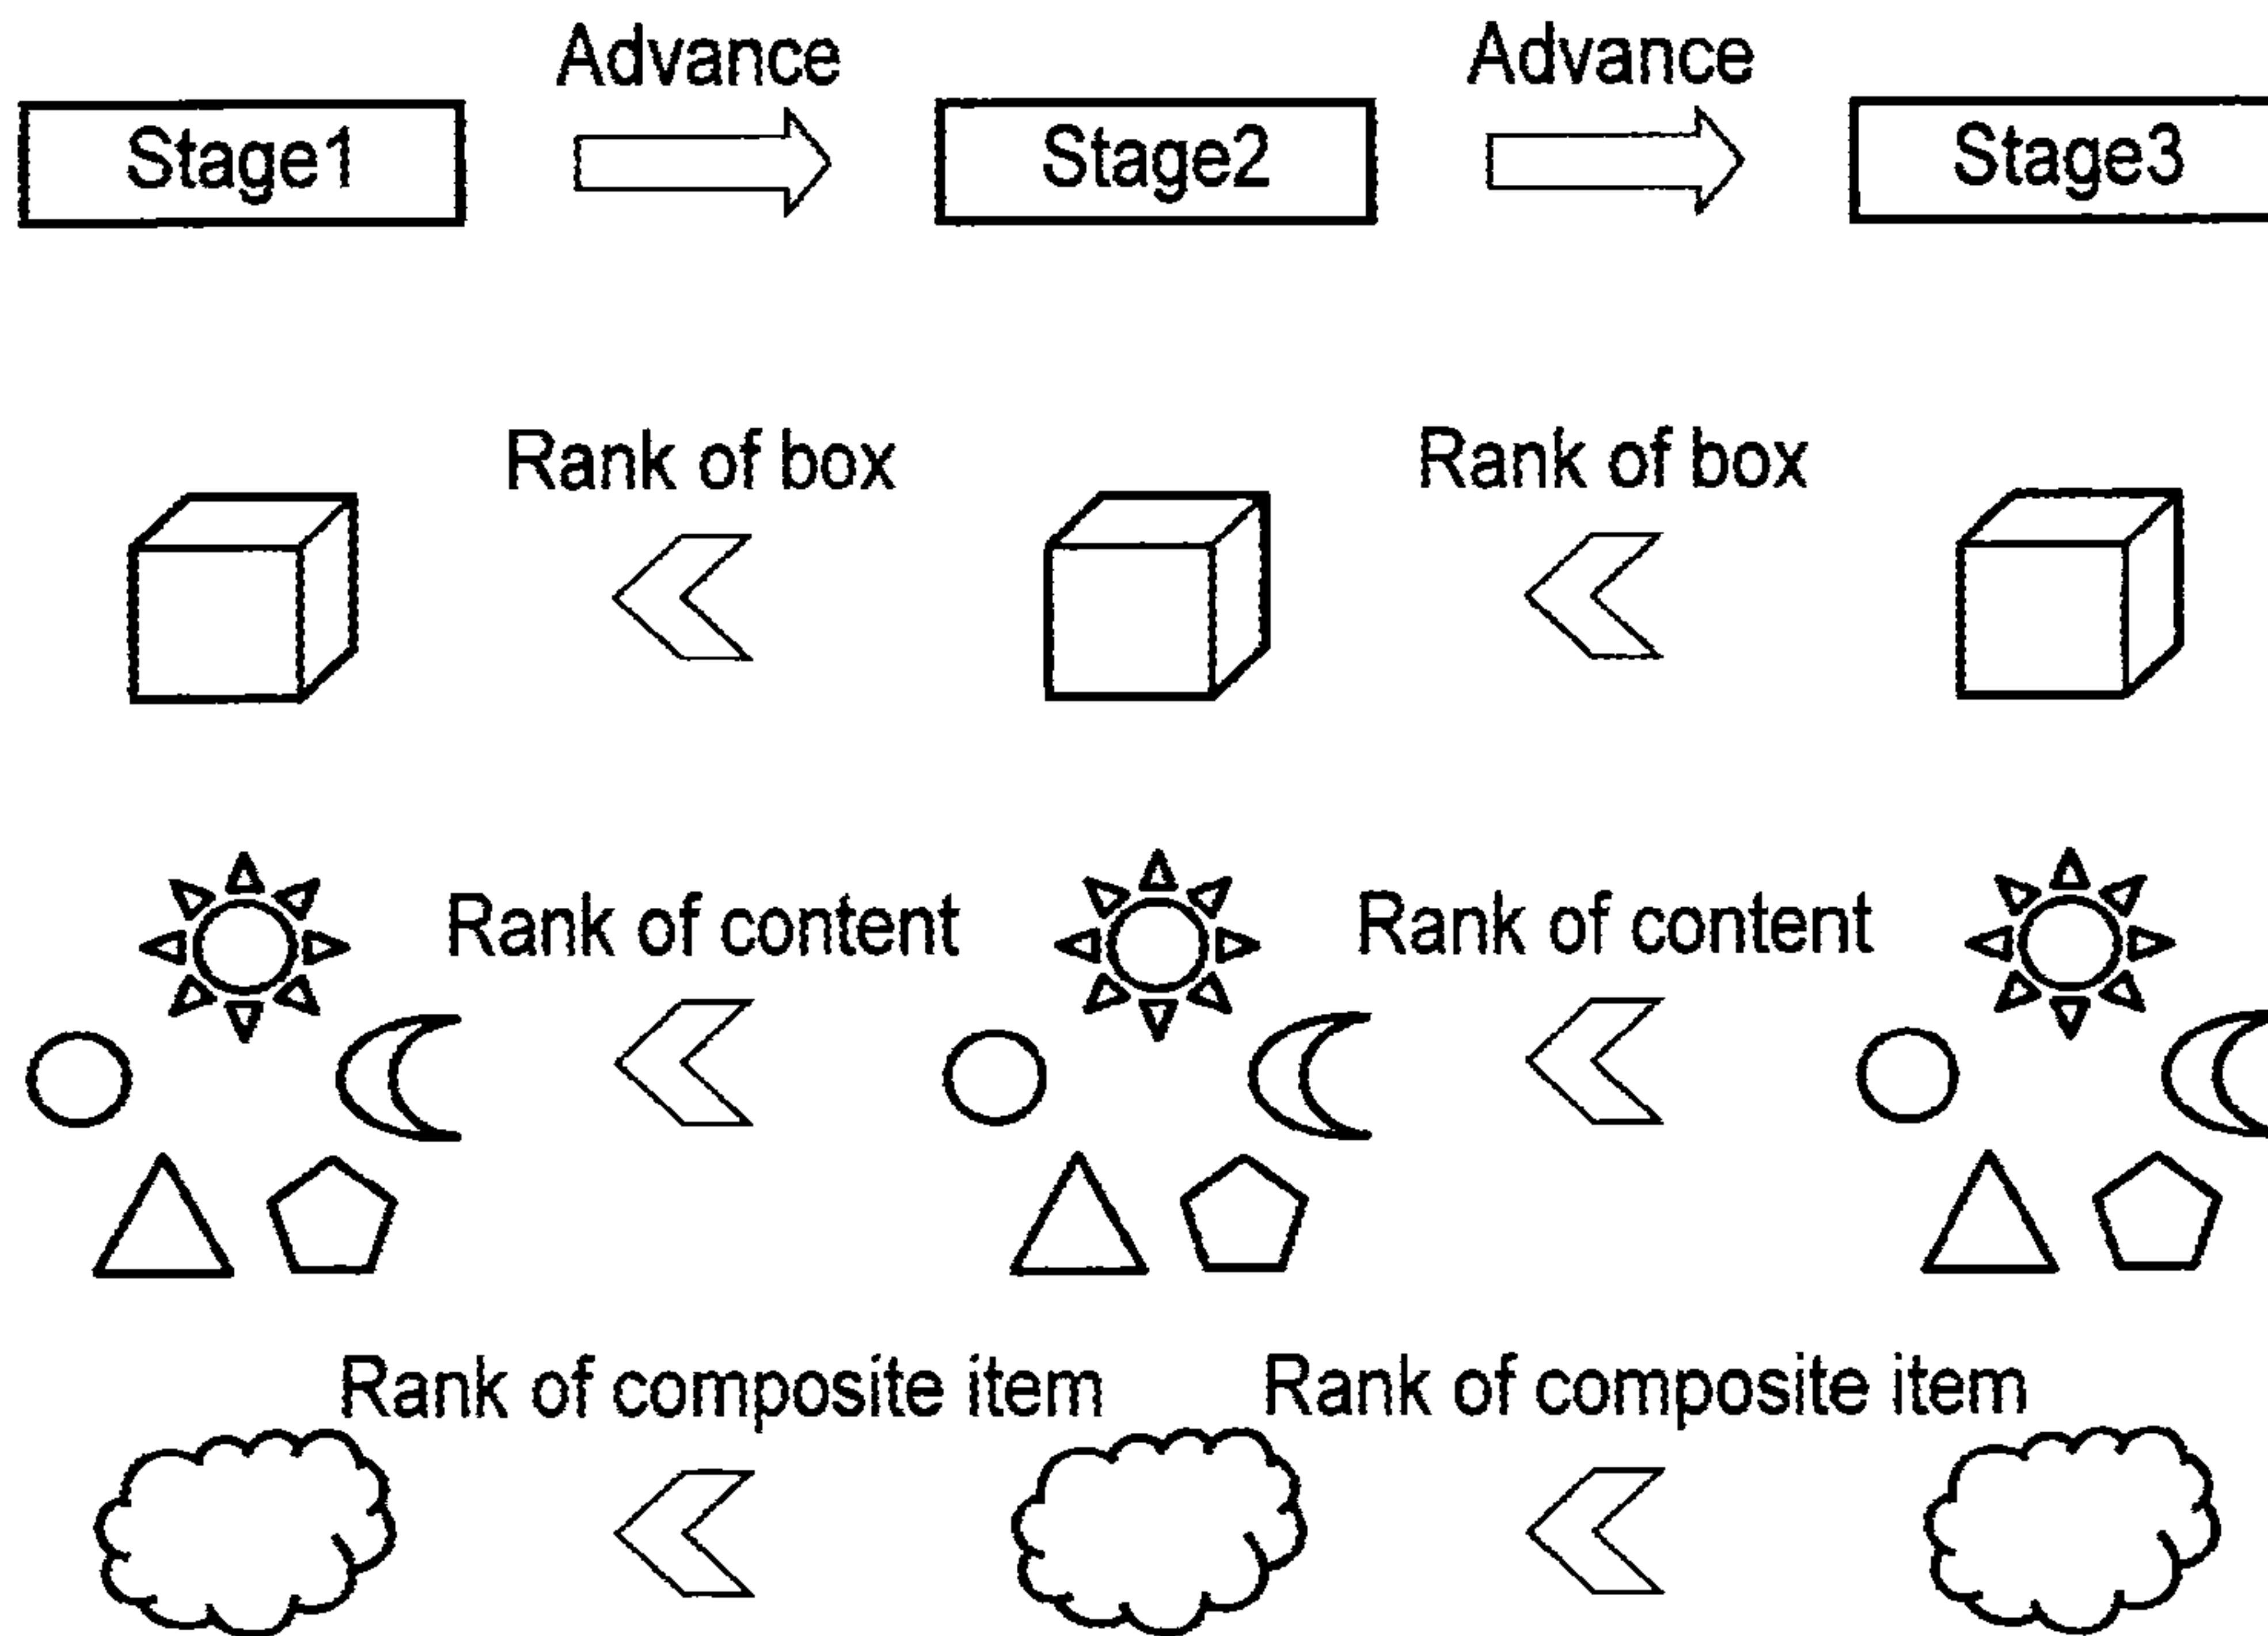 Advance Advance
Stage1 Stage2 Stage3
Rank of box Rank of box
Rank of content Rank of content
Rank of composite item Rank of composite item